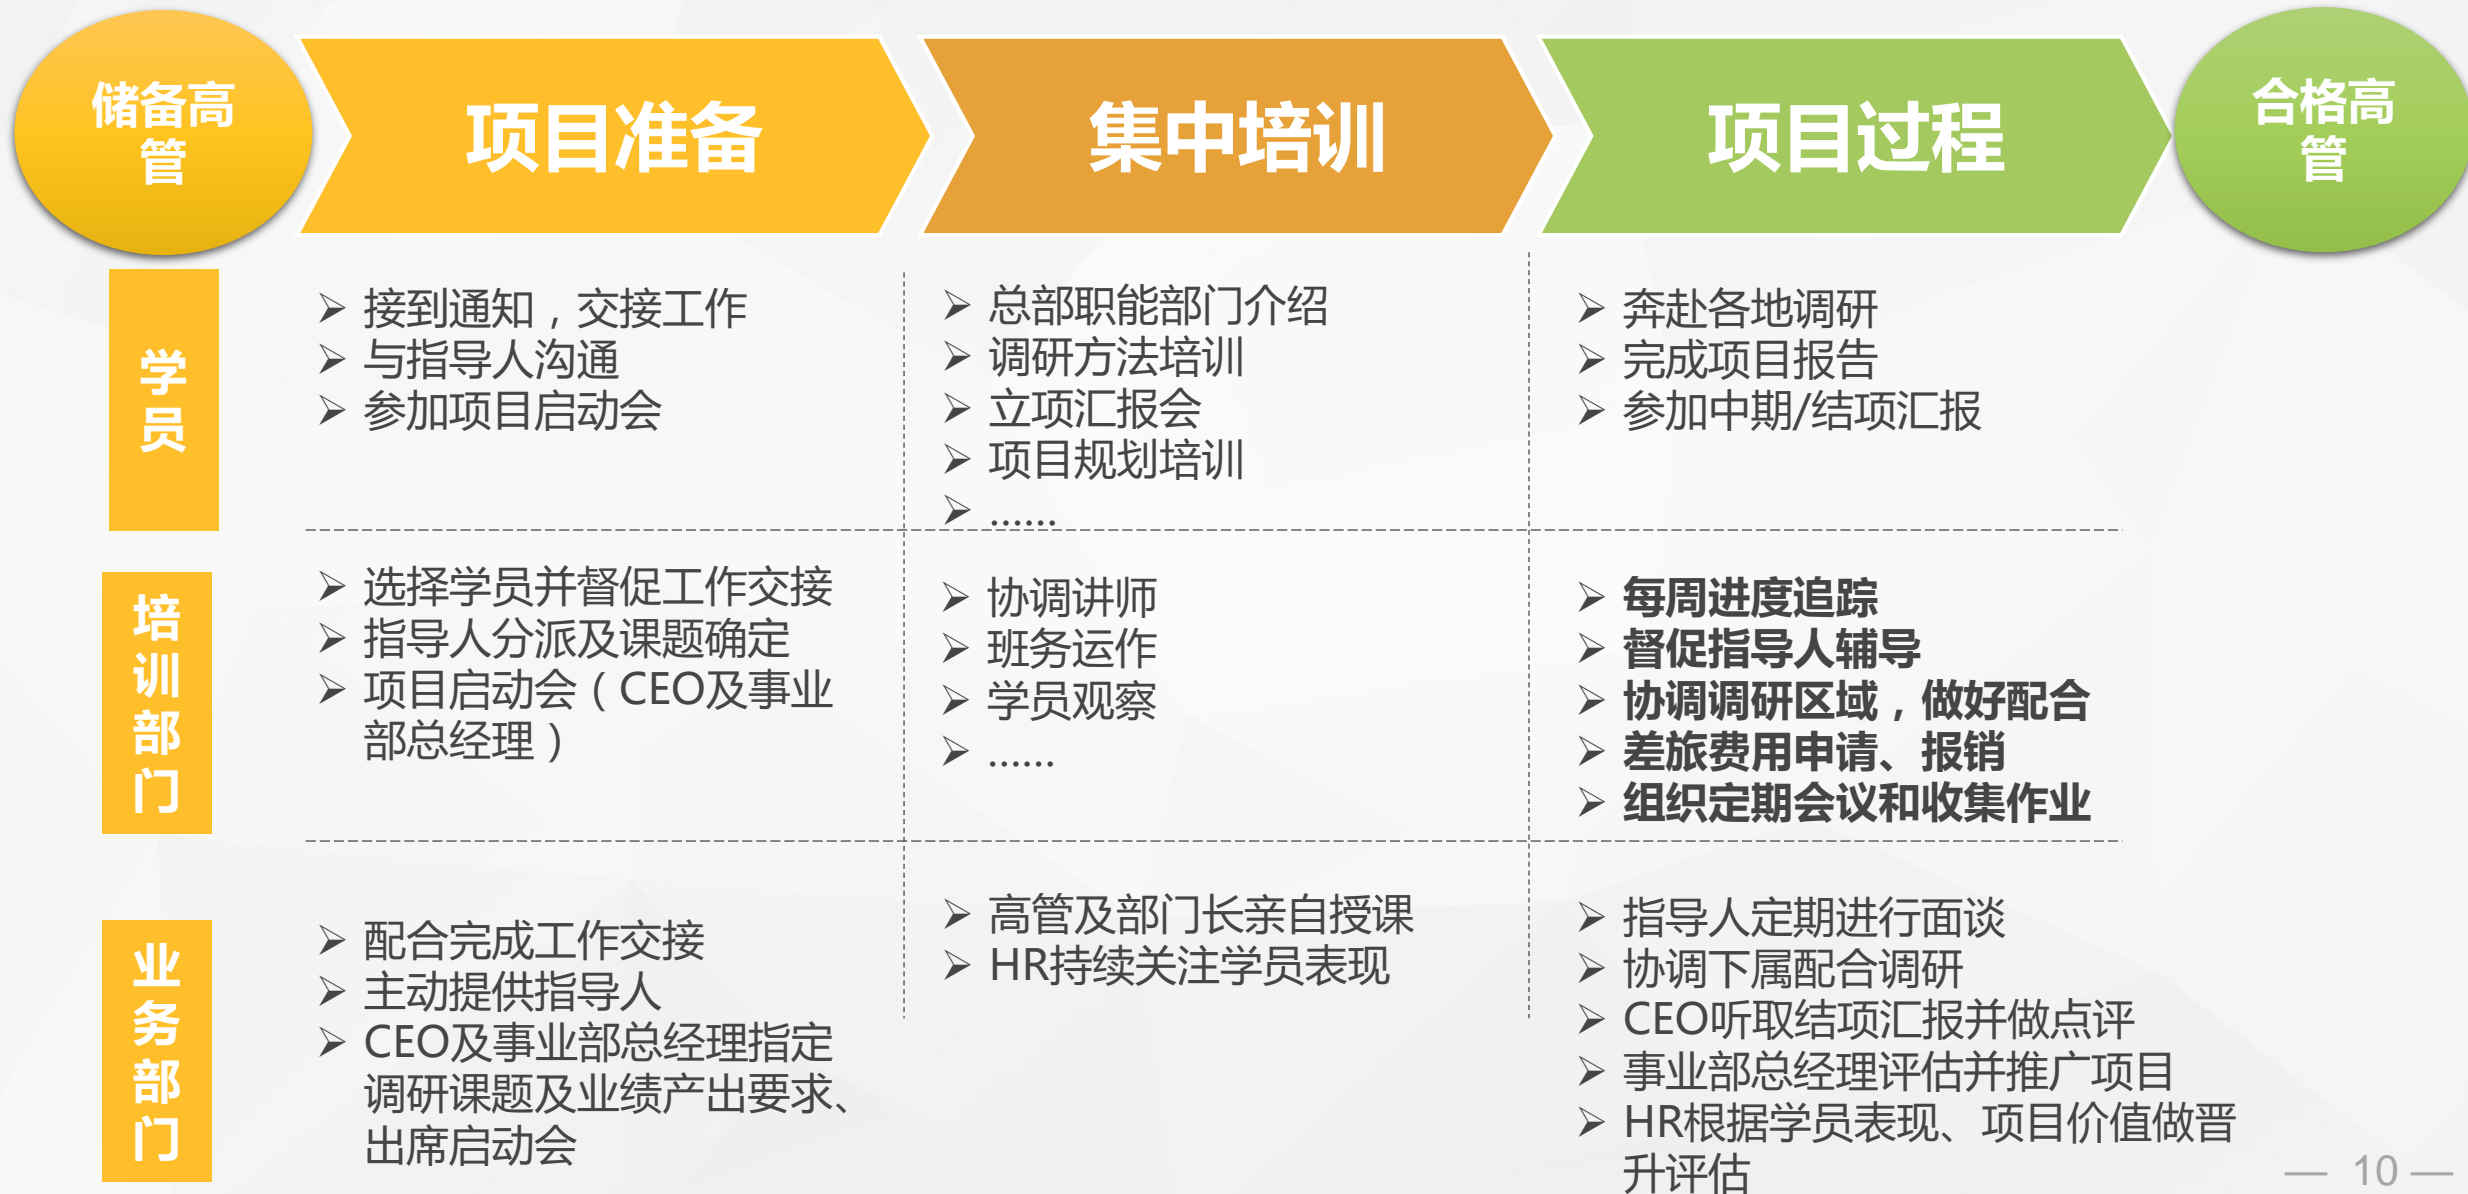 储备高
管
项目准备
集中培训
项目过程
合格高
管
学
员
➢ 接到通知，交接工作
➢ 与指导人沟通
➢ 参加项目启动会
➢ 总部职能部门介绍
➢ 调研方法培训
➢ 立项汇报会
➢ 项目规划培训
➢ ……
➢ 奔赴各地调研
➢ 完成项目报告
➢ 参加中期/结项汇报
培
训
部
门
➢ 选择学员并督促工作交接
➢ 指导人分派及课题确定
➢ 项目启动会（CEO及事业
部总经理）
➢ 协调讲师
➢ 班务运作
➢ 学员观察
➢ ……
➢ 每周进度追踪
➢ 督促指导人辅导
➢ 协调调研区域，做好配合
➢ 差旅费用申请、报销
➢ 组织定期会议和收集作业
业
务
部
门
➢ 配合完成工作交接
➢ 主动提供指导人
➢ CEO及事业部总经理指定
调研课题及业绩产出要求、
出席启动会
➢ 高管及部门长亲自授课
➢ HR持续关注学员表现
➢ 指导人定期进行面谈
➢ 协调下属配合调研
➢ CEO听取结项汇报并做点评
➢ 事业部总经理评估并推广项目
➢ HR根据学员表现、项目价值做晋
升评估
— 10 —